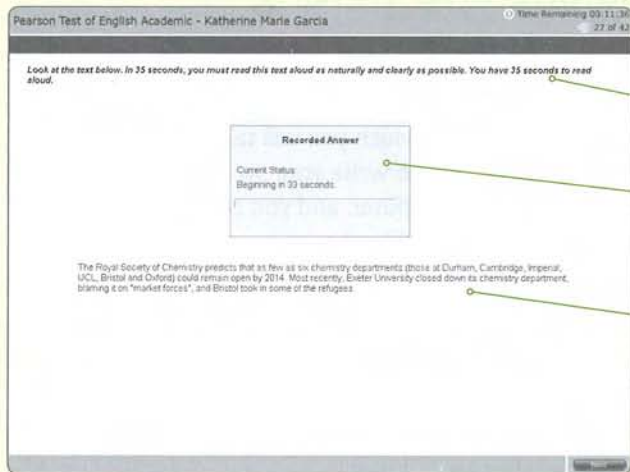 Pearson Test of English Academic - Katherine Marie Garcia
Time Remaining 03:11:36
27 of 42
Look at the text below. In 35 seconds, you must read this text aloud as naturally and clearly as possible. You have 35 seconds to read
aloud.
Recorded Answer
Current Status:
Beginning in 33 seconds.
The Royal Society of Chemistry predicts that as few as six chemistry departments (those at Durham, Cambridge, Imperial,
UCL, Bristol and Oxford) could remain open by 2014. Most recently, Exeter University closed down its chemistry department,
blaming it on "market forces", and Bristol took in some of the refugees.